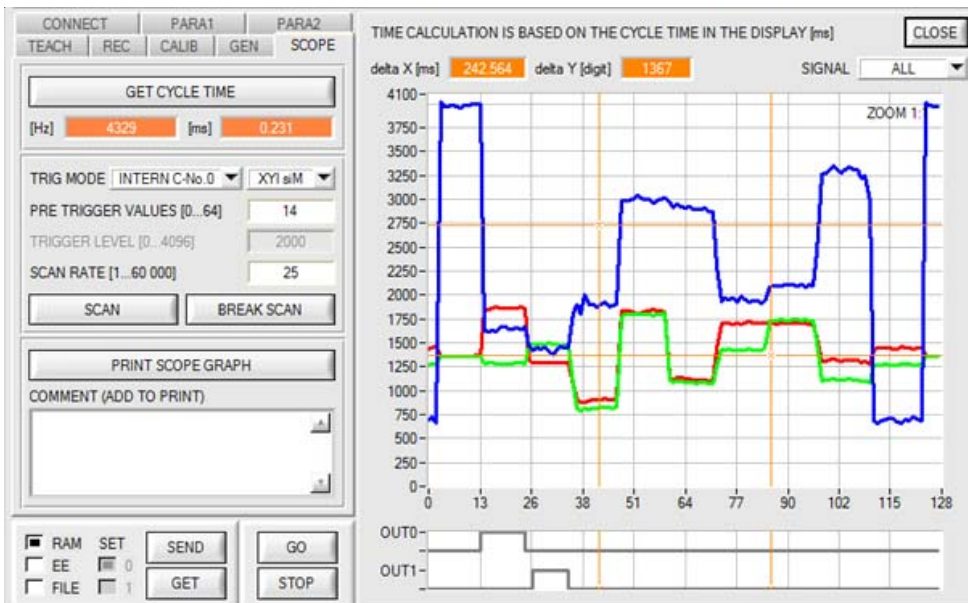 CONNECT PARA1 PARA2
TEACH REC CALIB GEN SCOPE
GET CYCLE TIME
[Hz] 4329 [ms] 0.231
TRIG MODE INTERN C-No.0 XYI siM
PRE TRIGGER VALUES [0...64] 14
TRIGGER LEVEL [0...4096] 2000
SCAN RATE [1...60 000] 25
SCAN BREAK SCAN
PRINT SCOPE GRAPH
COMMENT (ADD TO PRINT)
RAM SET SEND GO
EE 0
FILE 1 GET STOP
TIME CALCULATION IS BASED ON THE CYCLE TIME IN THE DISPLAY [ms] CLOSE
delta X [ms] 242.564 delta Y [digit] 1367 SIGNAL ALL
ZOOM 1:
4100
3750
3500
3250
3000
2750
2500
2250
2000
1750
1500
1250
1000
750
500
250
0
0 13 26 38 51 64 77 90 102 115 128
OUT0
OUT1